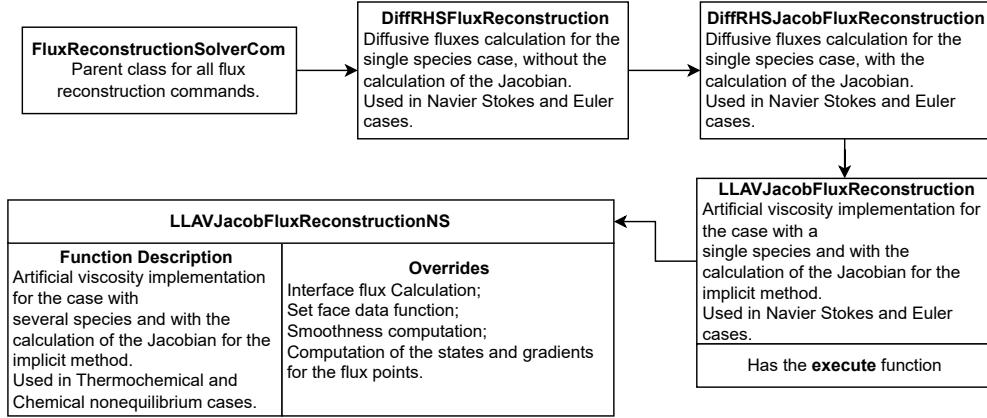 FluxReconstructionSolverCom
Parent class for all flux
reconstruction commands.
DiffRHSFluxReconstruction
Diffusive fluxes calculation for the
single species case, without the
calculation of the Jacobian.
Used in Navier Stokes and Euler
cases.
DiffRHSJacobFluxReconstruction
Diffusive fluxes calculation for the
single species case, with the
calculation of the Jacobian.
Used in Navier Stokes and Euler
cases.
LLAVJacobFluxReconstruction
Artificial viscosity implementation for
the case with a
single species and with the
calculation of the Jacobian for the
implicit method.
Used in Navier Stokes and Euler
cases.
Has the execute function
LLAVJacobFluxReconstructionNS
Function Description
Artificial viscosity implementation
for the case with
several species and with the
calculation of the Jacobian for the
implicit method.
Used in Thermochemical and
Chemical nonequilibrium cases.
Overrides
Interface flux Calculation;
Set face data function;
Smoothness computation;
Computation of the states and gradients
for the flux points.